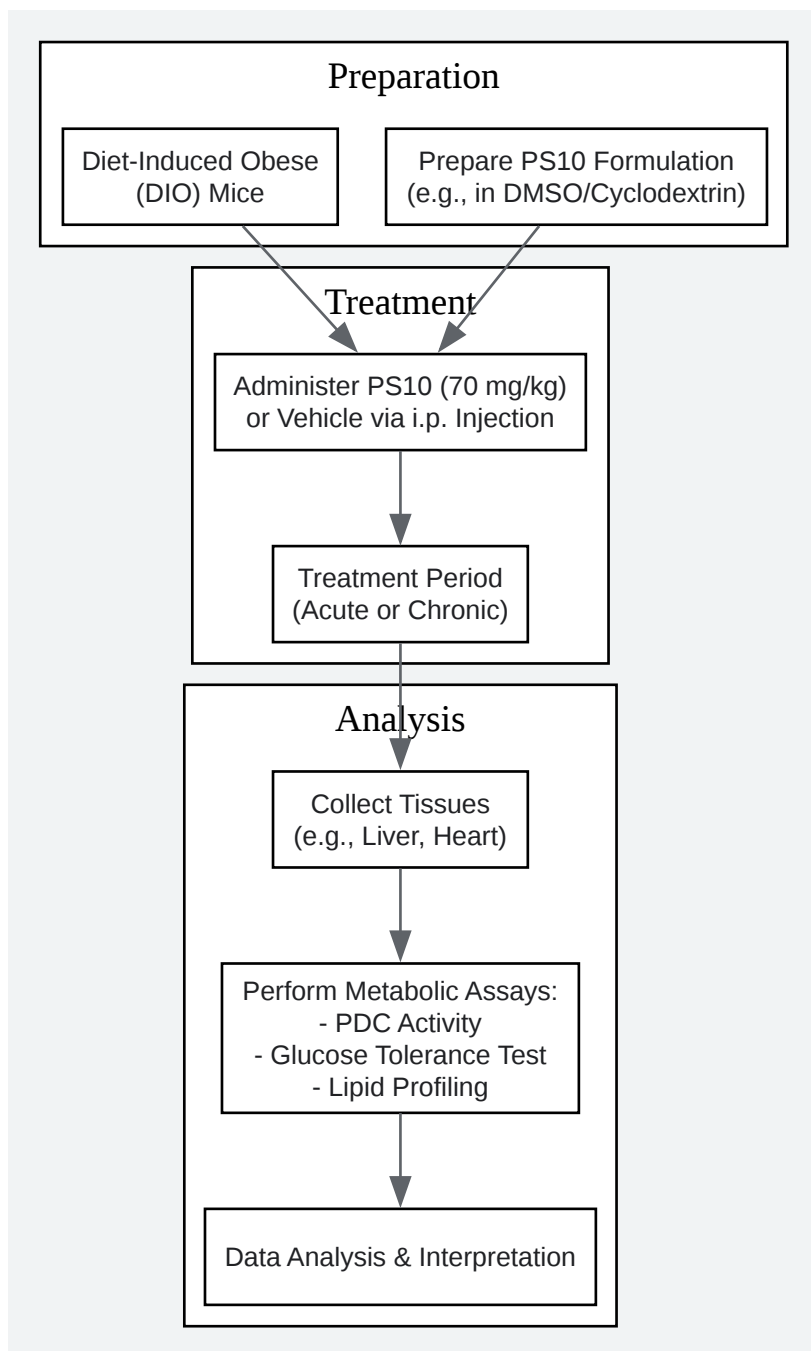 Preparation
Diet-Induced Obese
(DIO) Mice
Prepare PS10 Formulation
(e.g., in DMSO/Cyclodextrin)
Treatment
Administer PS10 (70 mg/kg)
or Vehicle via i.p. Injection
Treatment Period
(Acute or Chronic)
Analysis
Collect Tissues
(e.g., Liver, Heart)
Perform Metabolic Assays:
- PDC Activity
- Glucose Tolerance Test
- Lipid Profiling
Data Analysis & Interpretation